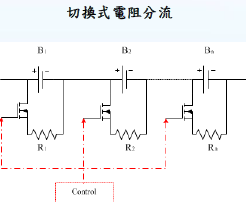 切換式電阻分流
B1 B2 Bn
+ - + - + -
R1 R2 Rn
Control